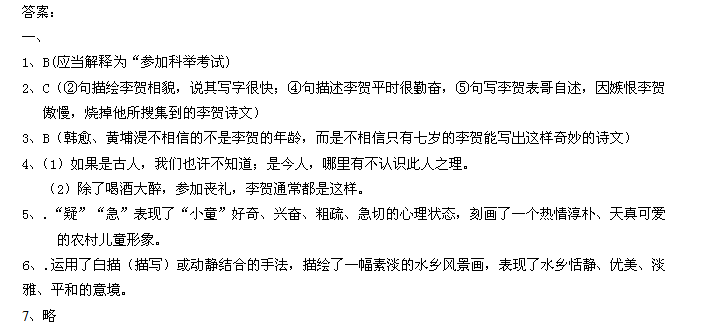 答案：
一、
1、B(应当解释为“参加科举考试)
2、C（②句描绘李贺相貌，说其写字很快；④句描述李贺平时很勤奋，⑤句写李贺表哥自述，因嫉恨李贺
傲慢，烧掉他所搜集到的李贺诗文）
3、B（韩愈、黄埔湜不相信的不是李贺的年龄，而是不相信只有七岁的李贺能写出这样奇妙的诗文）
4、（1）如果是古人，我们也许不知道；是今人，哪里有不认识此人之理。
（2）除了喝酒大醉，参加丧礼，李贺通常都是这样。
5、.“疑”“急”表现了“小童”好奇、兴奋、粗疏、急切的心理状态，刻画了一个热情淳朴、天真可爱
的农村儿童形象。
6、.运用了白描（描写）或动静结合的手法，描绘了一幅素淡的水乡风景画，表现了水乡恬静、优美、淡
雅、平和的意境。
7、略